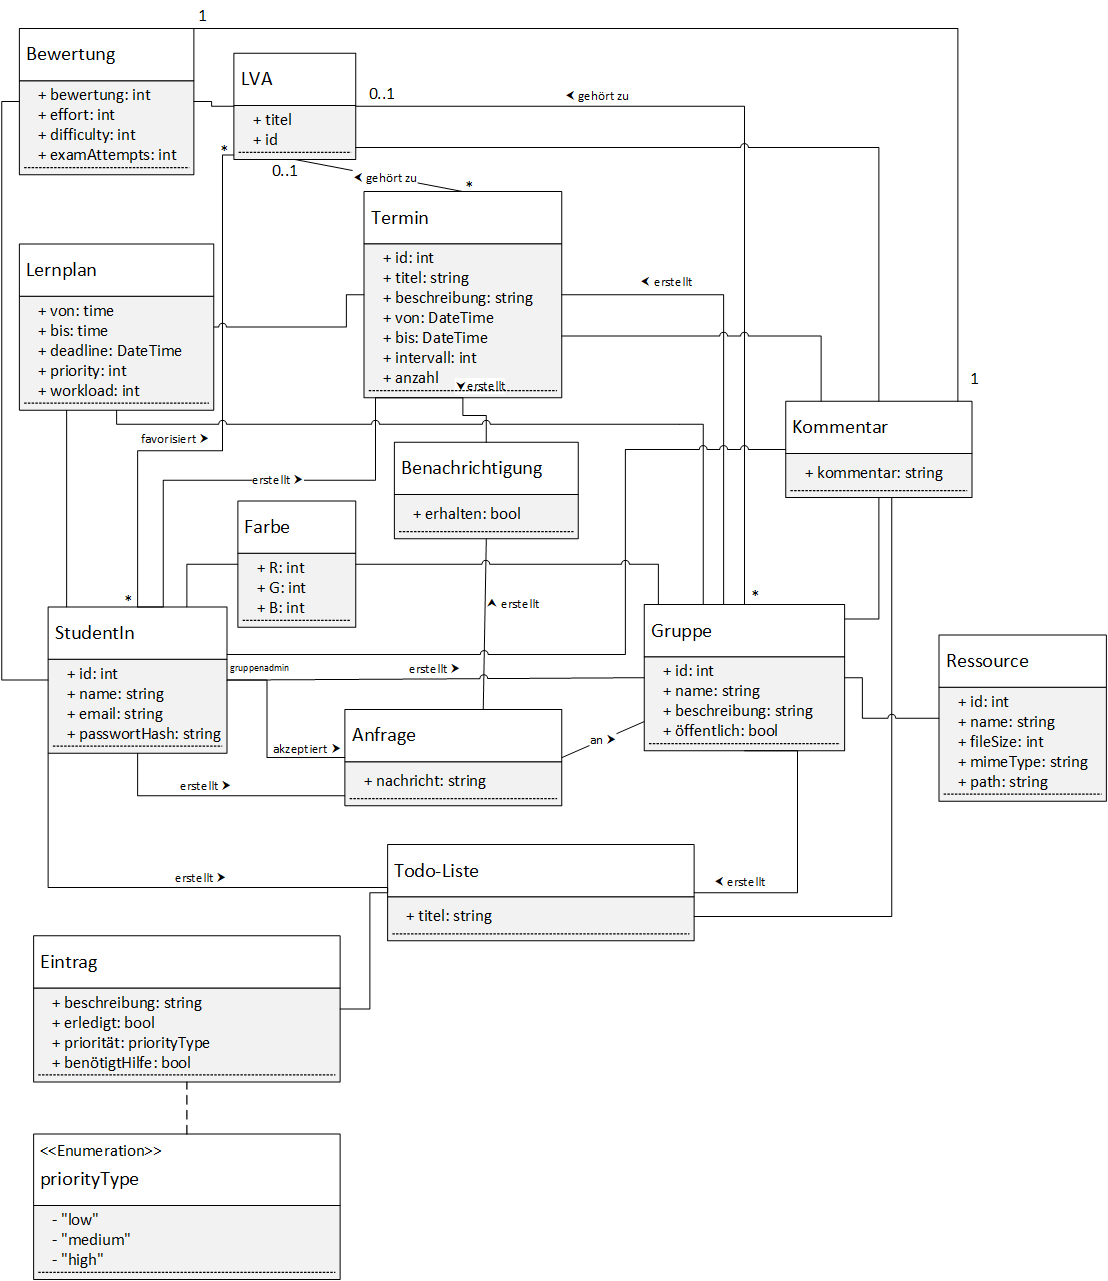 1
Bewertung
+ bewertung: int
+ effort: int
+ difficulty: int
+ examAttempts: int
LVA
+ titel
+ id
0..1
gehört zu
*
0..1
gehört zu
*
Termin
+ id: int
+ titel: string
+ beschreibung: string
+ von: DateTime
+ bis: DateTime
+ intervall: int
+ anzahl
erstellt
Lernplan
+ von: time
+ bis: time
+ deadline: DateTime
+ priority: int
+ workload: int
erstellt
1
Kommentar
+ kommentar: string
favorisiert
erstellt
Benachrichtigung
+ erhalten: bool
Farbe
+ R: int
+ G: int
+ B: int
erstellt
*
*
StudentIn
+ id: int
+ name: string
+ email: string
+ passwortHash: string
gruppenadmin
erstellt
Gruppe
+ id: int
+ name: string
+ beschreibung: string
+ öffentlich: bool
Ressource
+ id: int
+ name: string
+ fileSize: int
+ mimeType: string
+ path: string
akzeptiert
Anfrage
+ nachricht: string
an
erstellt
erstellt
Todo-Liste
+ titel: string
erstellt
Eintrag
+ beschreibung: string
+ erledigt: bool
+ priorität: priorityType
+ benötigtHilfe: bool
<<Enumeration>>
priorityType
- "low"
- "medium"
- "high"